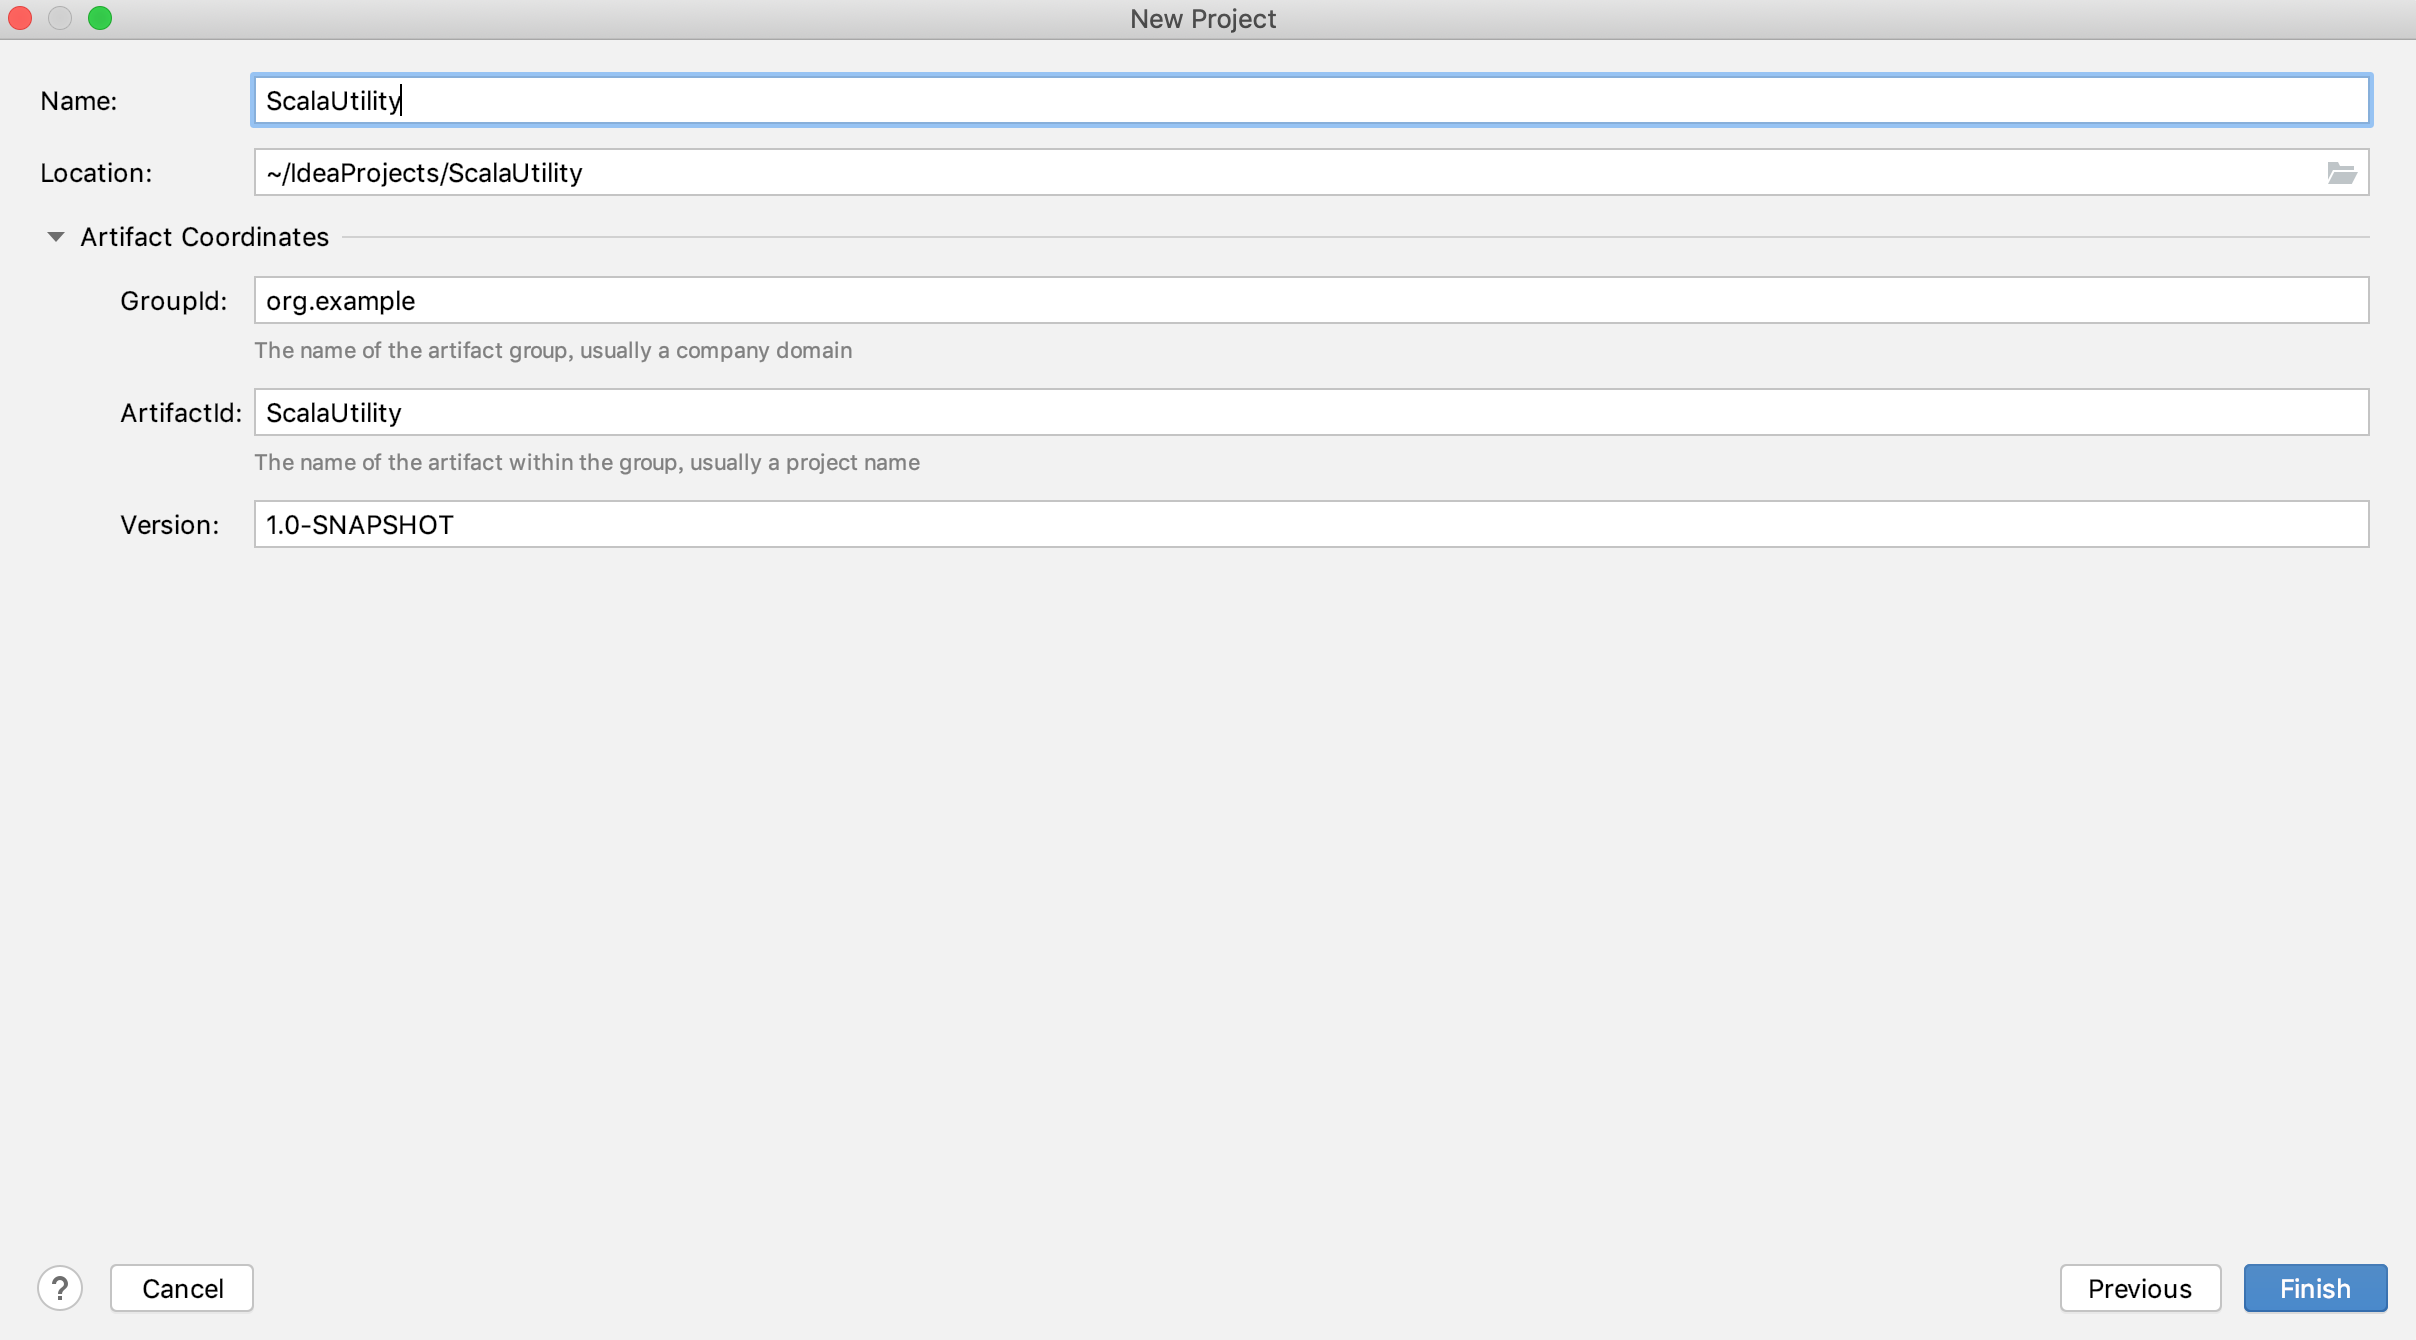 New Project
Name: ScalaUtility
Location: ~/IdeaProjects/ScalaUtility
Artifact Coordinates
GroupId: org.example
The name of the artifact group, usually a company domain
ArtifactId: ScalaUtility
The name of the artifact within the group, usually a project name
Version: 1.0-SNAPSHOT
? Cancel Previous Finish